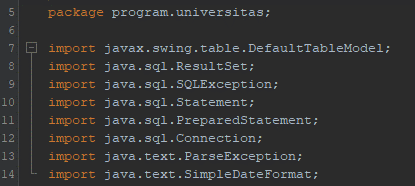 5 package program.universitas;
6
7 import javax.swing.table.DefaultTableModel;
8 import java.sql.ResultSet;
9 import java.sql.SQLException;
10 import java.sql.Statement;
11 import java.sql.PreparedStatement;
12 import java.sql.Connection;
13 import java.text.ParseException;
14 import java.text.SimpleDateFormat;